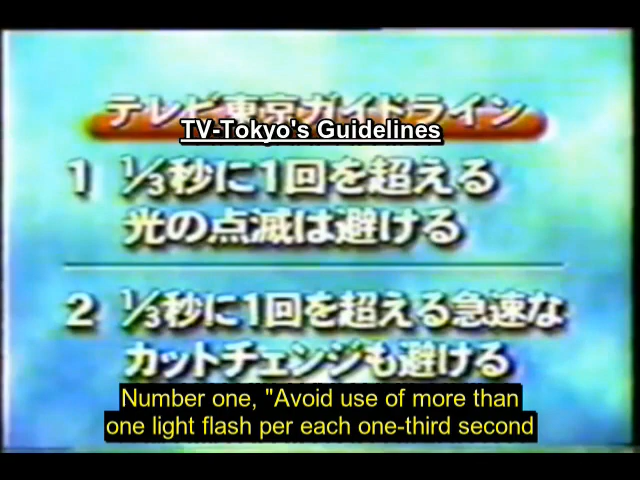 テレビ東京ガイドライン
TV-Tokyo's Guidelines
1 1/3秒に1回を超える
光の点滅は避ける
2 1/3秒に1回を超える急速な
カットチェンジも避ける
Number one, "Avoid use of more than
one light flash per each one-third second